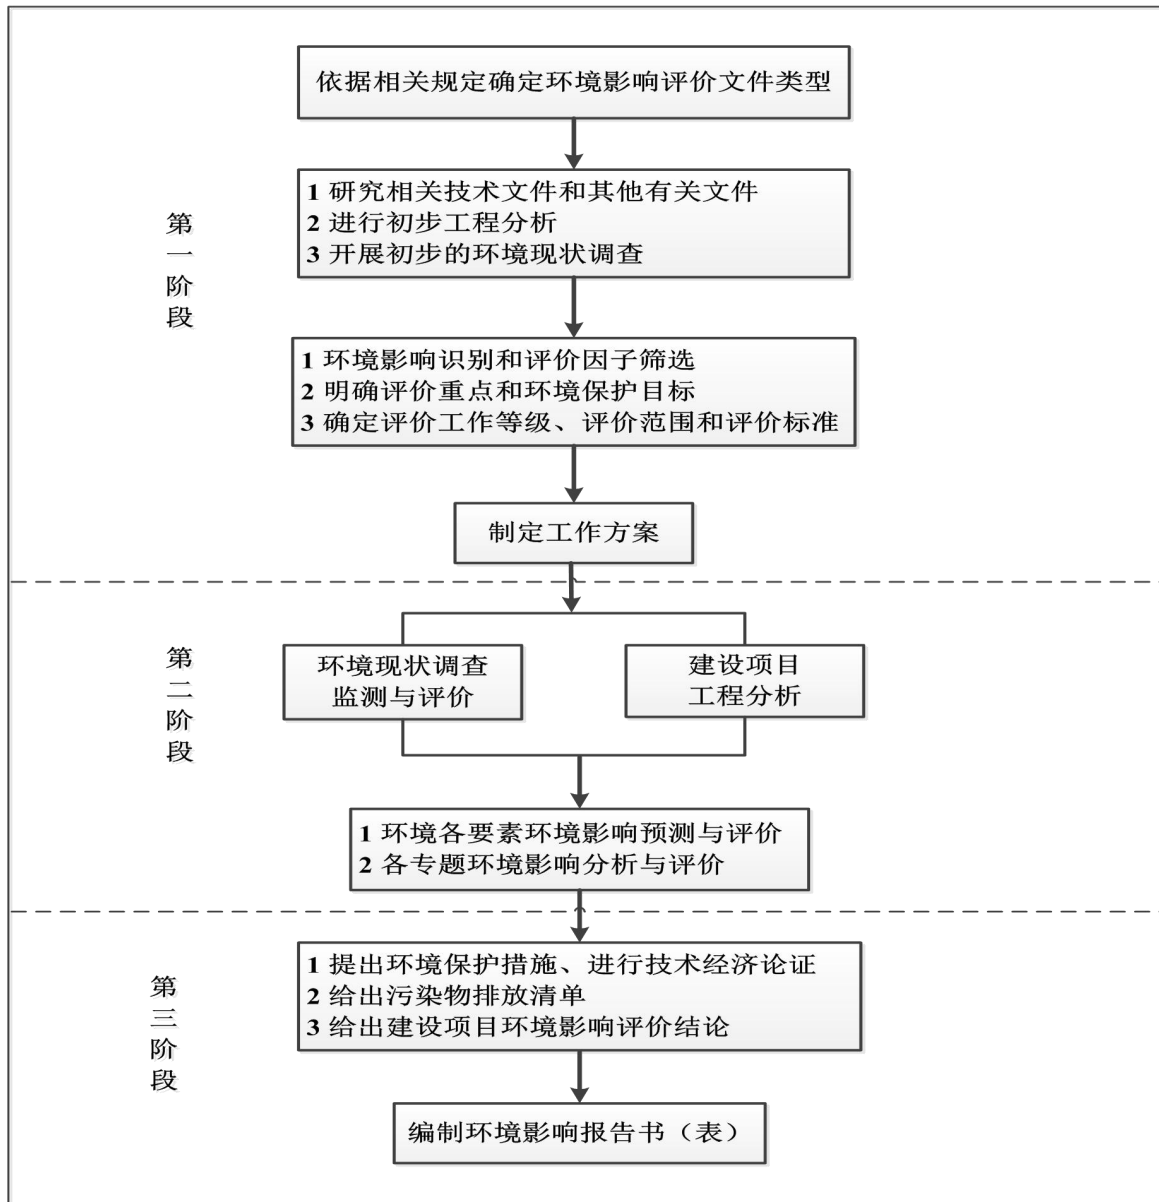 依据相关规定确定环境影响评价文件类型
第一阶段
1 研究相关技术文件和其他有关文件
2 进行初步工程分析
3 开展初步的环境现状调查
1 环境影响识别和评价因子筛选
2 明确评价重点和环境保护目标
3 确定评价工作等级、评价范围和评价标准
制定工作方案
第二阶段
环境现状调查
监测与评价
建设项目
工程分析
1 环境各要素环境影响预测与评价
2 各专题环境影响分析与评价
第三阶段
1 提出环境保护措施、进行技术经济论证
2 给出污染物排放清单
3 给出建设项目环境影响评价结论
编制环境影响报告书（表）